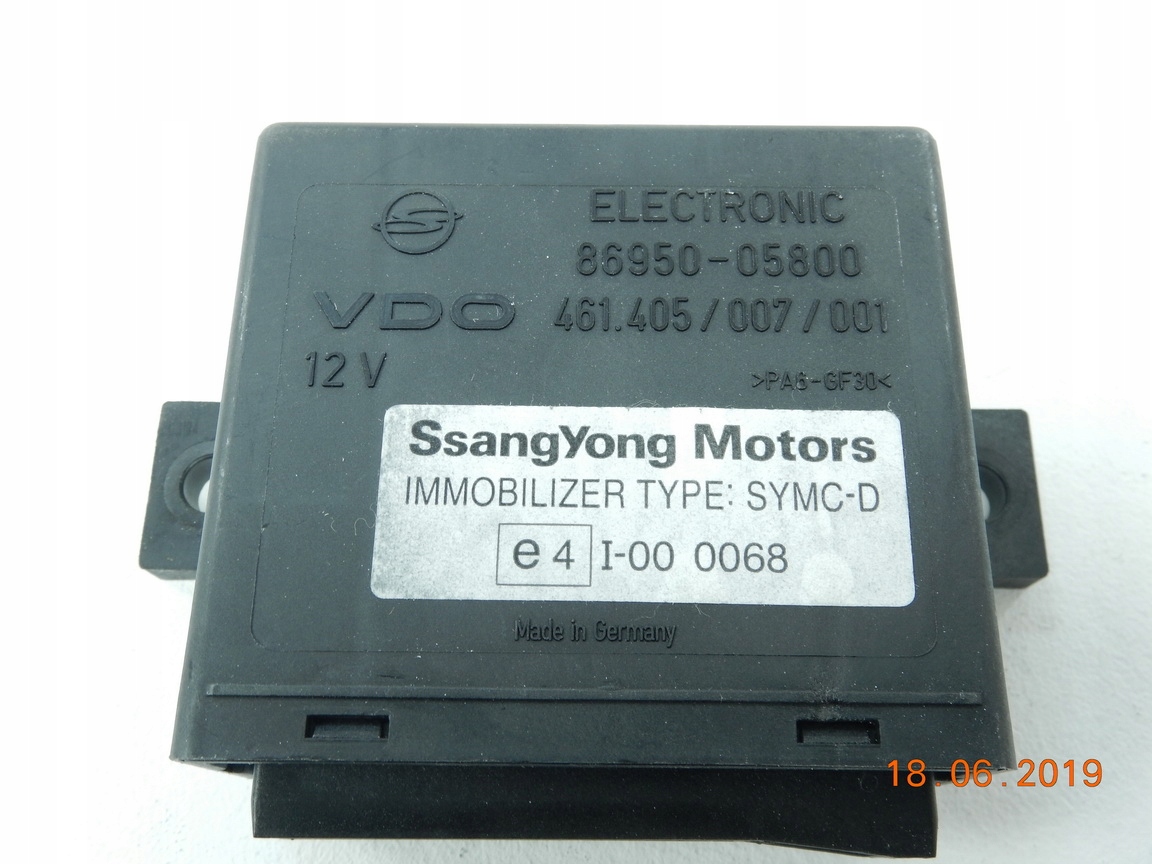 ELECTRONIC
86950-05800
VDO 461.405/007/001
12 V >PA6-GF30<
SsangYong Motors
IMMOBILIZER TYPE: SYMC-D
e4 I-00 0068
Made in Germany
18.06.2019